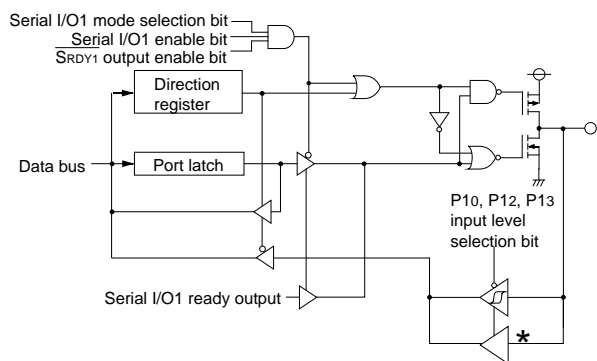 Serial I/O1 mode selection bit
Serial I/O1 enable bit
SRDY1 output enable bit
Direction
register
Data bus
Port latch
P10, P12, P13
input level
selection bit
Serial I/O1 ready output
*